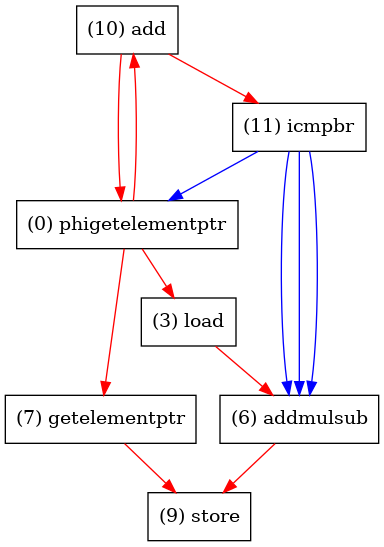 (10) add
(11) icmpbr
(0) phigetelementptr
(3) load
(7) getelementptr
(6) addmulsub
(9) store